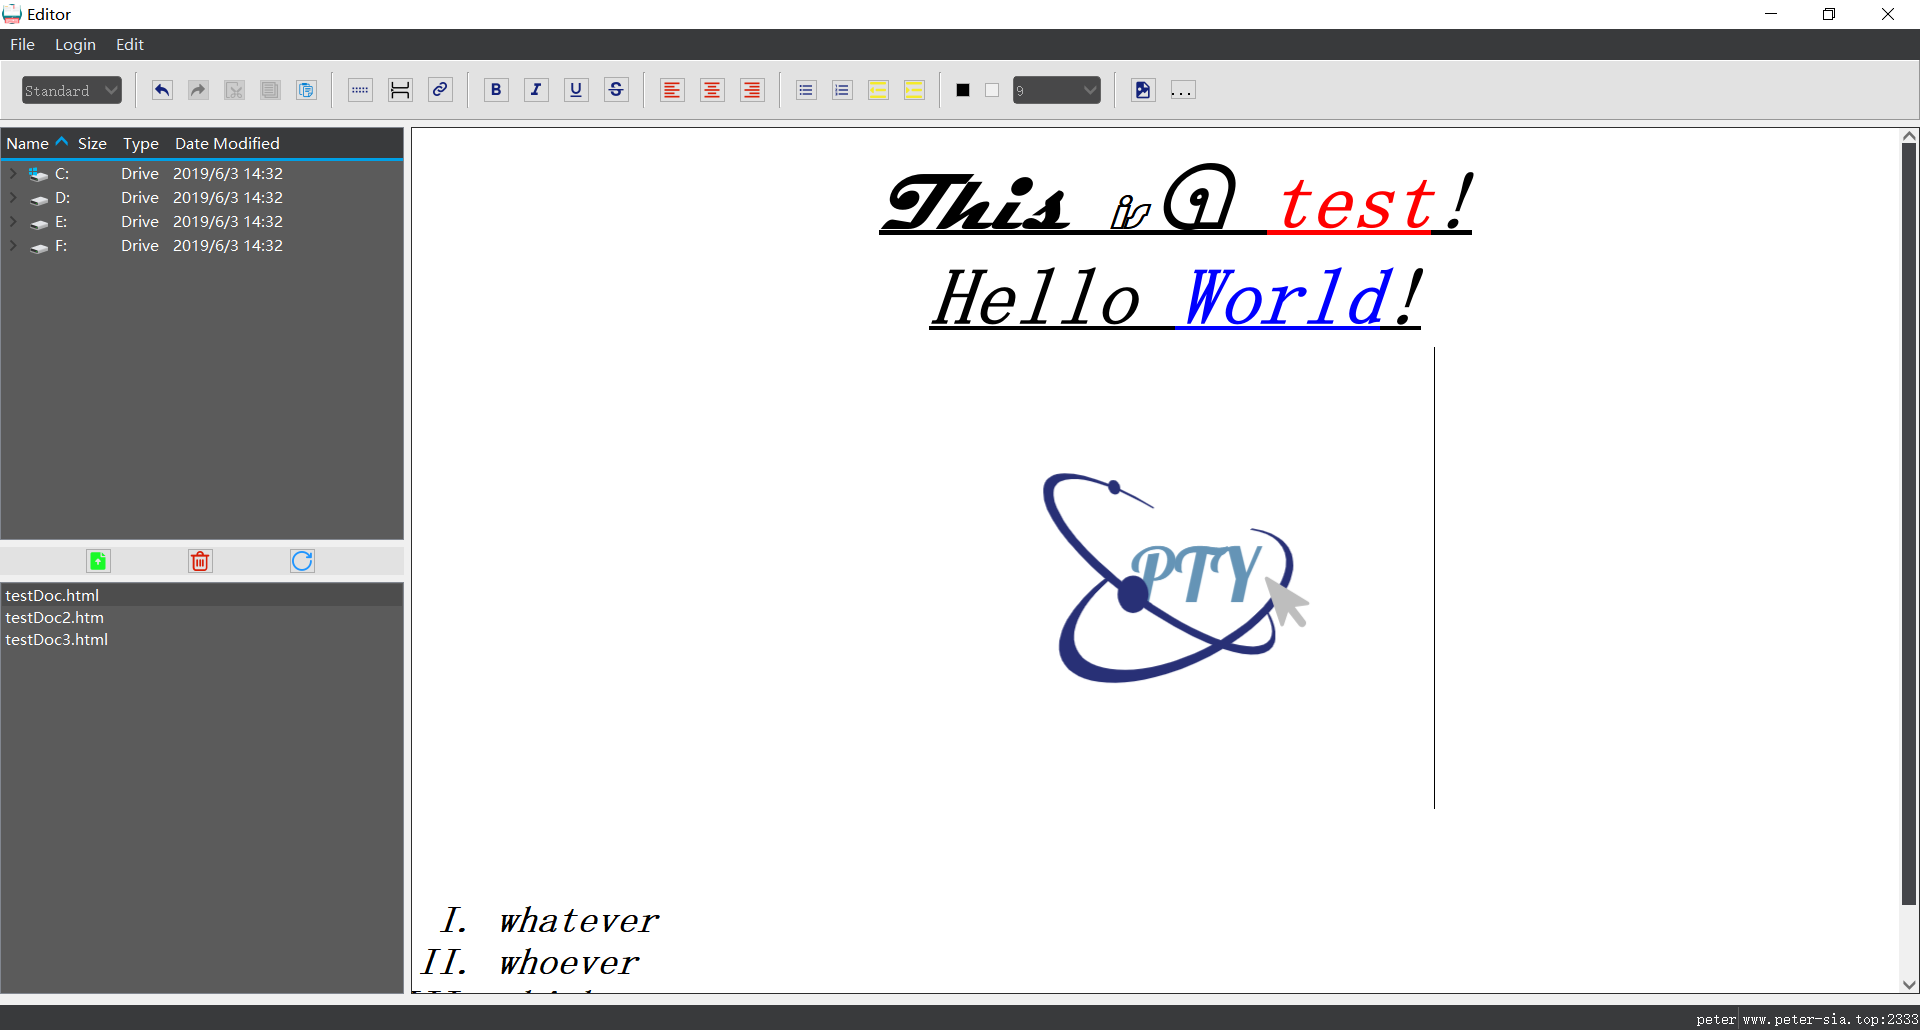 Editor
File Login Edit
Standard
B I U S
9
...
Name Size Type Date Modified
C: Drive 2019/6/3 14:32
D: Drive 2019/6/3 14:32
E: Drive 2019/6/3 14:32
F: Drive 2019/6/3 14:32
testDoc.html
testDoc2.htm
testDoc3.html
This is a test!
Hello World!
PTY
I. whatever
II. whoever
peter www.peter-sia.top:2333